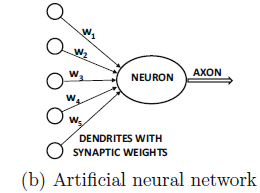 w1
w2
w3
w4
w5
NEURON
AXON
DENDRITES WITH
SYNAPTIC WEIGHTS
(b) Artificial neural network